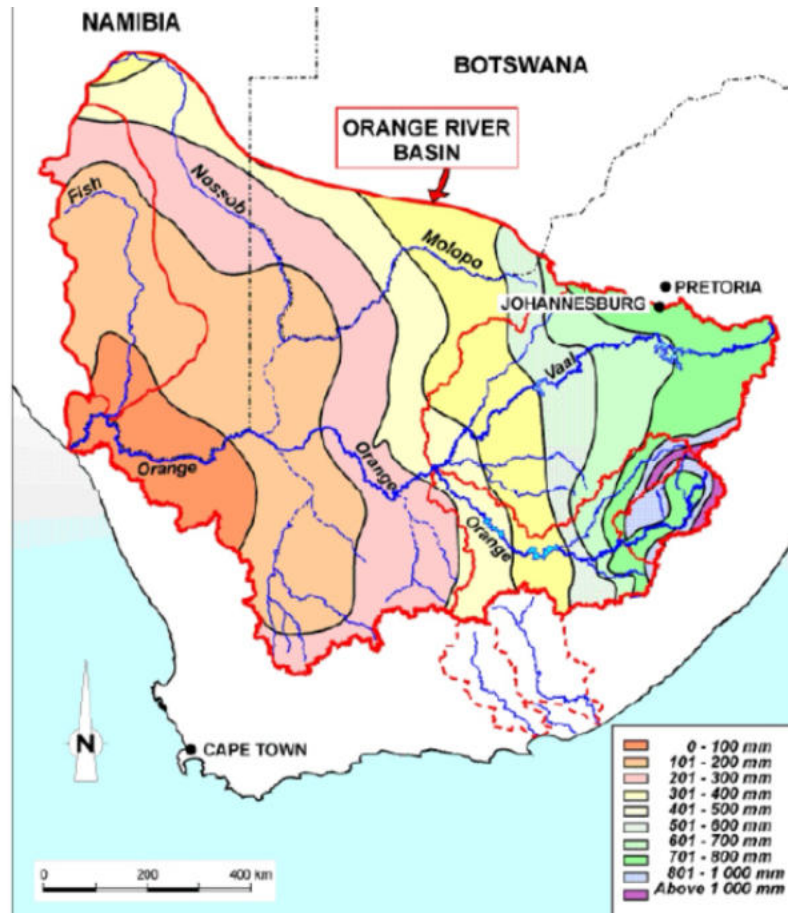 NAMIBIA
BOTSWANA
ORANGE RIVER
BASIN
Fish
Nossob
Molopo
PRETORIA
JOHANNESBURG
Vaal
Orange
Orange
Orange
N
CAPE TOWN
0 - 100 mm
101 - 200 mm
201 - 300 mm
301 - 400 mm
401 - 500 mm
501 - 600 mm
601 - 700 mm
701 - 800 mm
801 - 1 000 mm
Above 1 000 mm
0 200 400 km